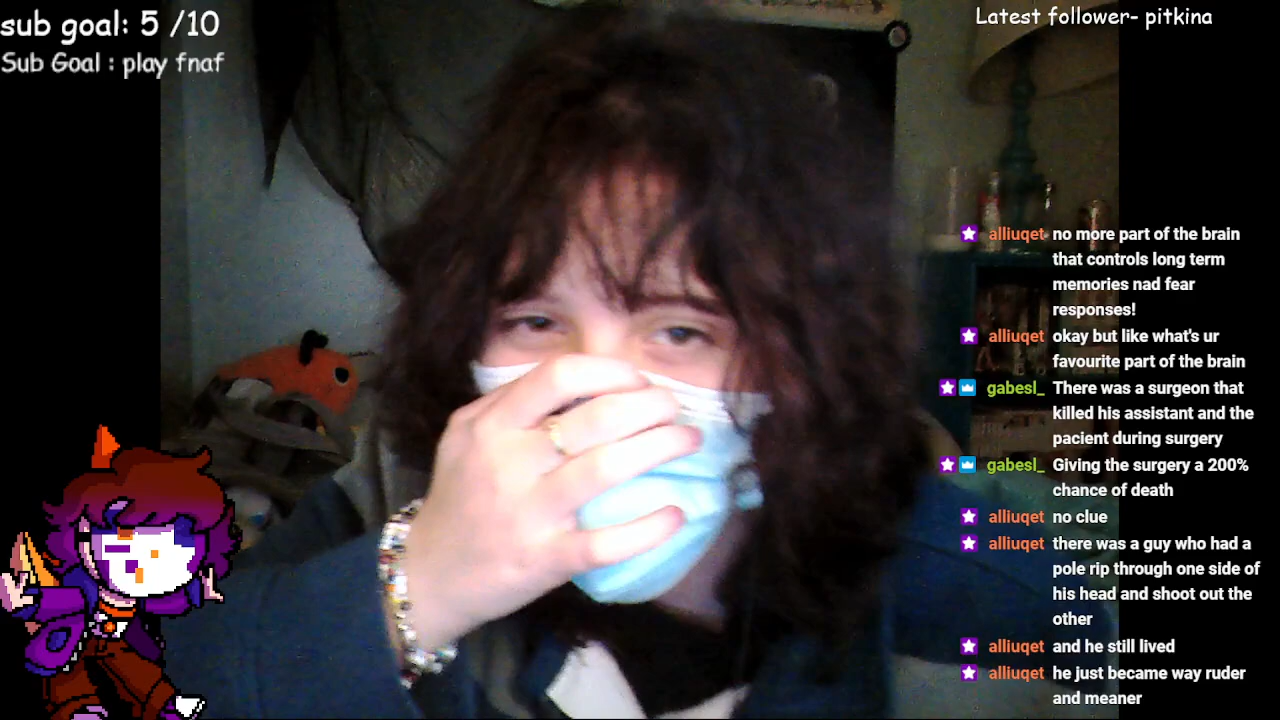 sub goal: 5 /10
Sub Goal : play fnaf
Latest follower- pitkina
alliuqet no more part of the brain
that controls long term
memories nad fear
responses!
alliuqet okay but like what's ur
favourite part of the brain
gabesl_ There was a surgeon that
killed his assistant and the
pacient during surgery
gabesl_ Giving the surgery a 200%
chance of death
alliuqet no clue
alliuqet there was a guy who had a
pole rip through one side of
his head and shoot out the
other
alliuqet and he still lived
alliuqet he just became way ruder
and meaner